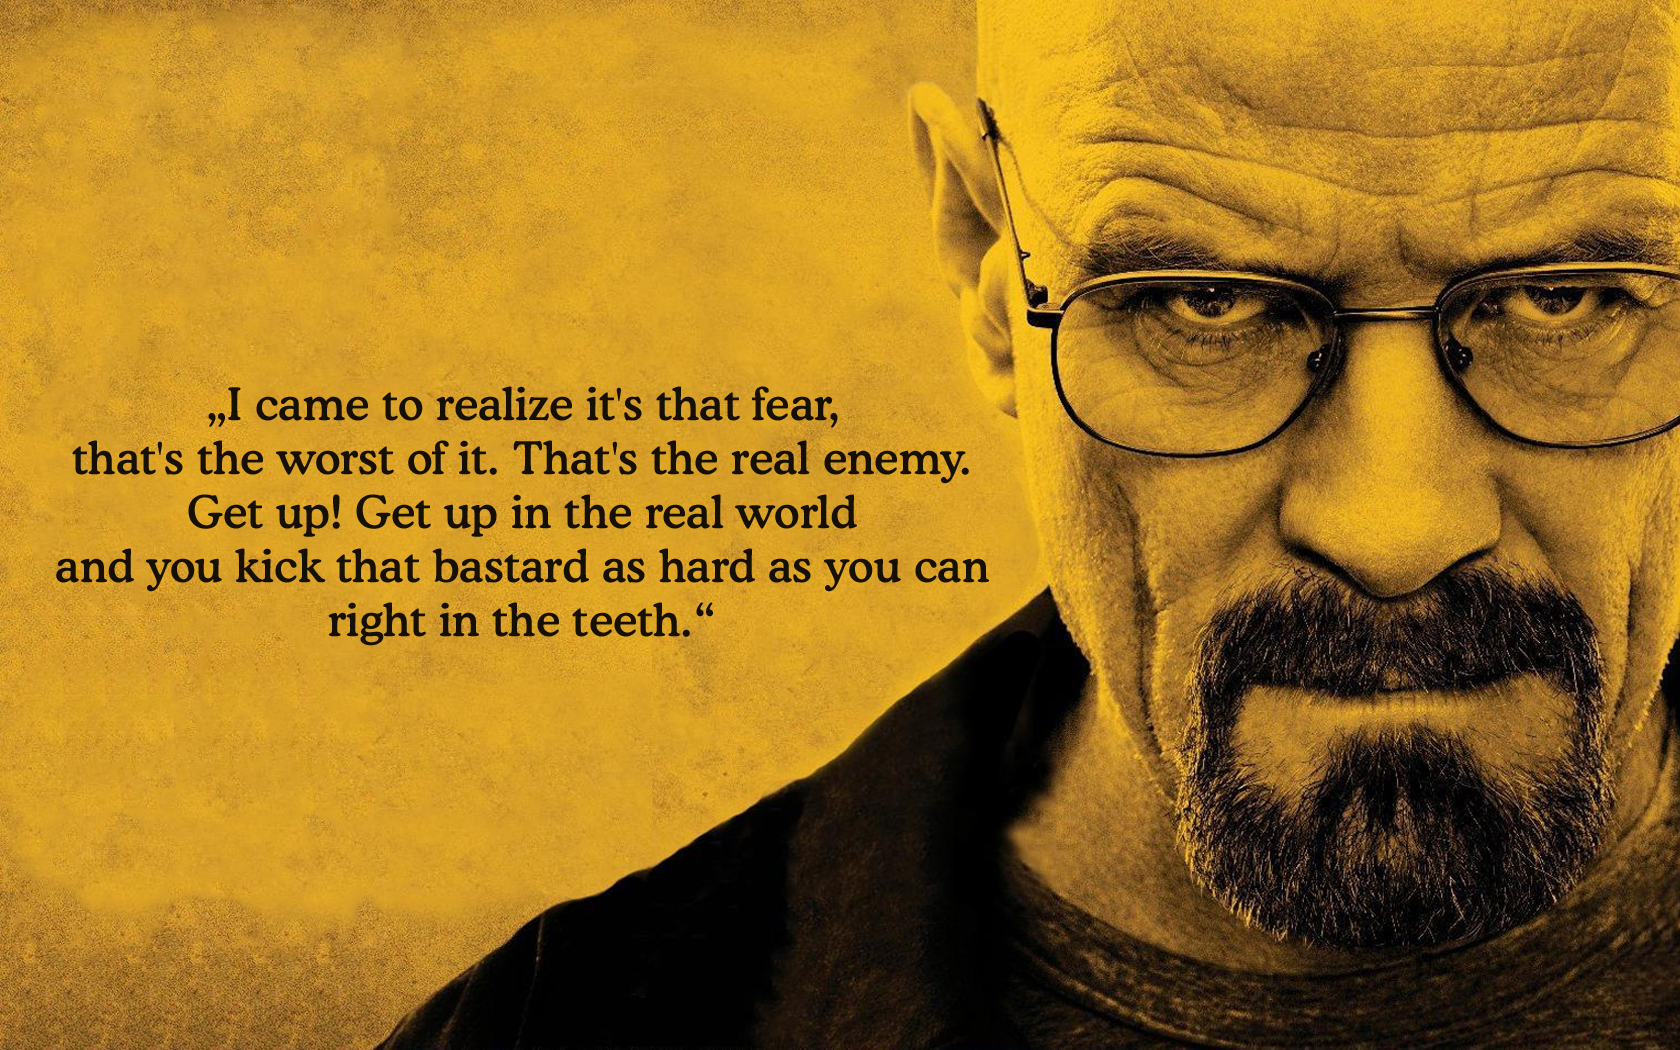 „I came to realize it's that fear,
that's the worst of it. That's the real enemy.
Get up! Get up in the real world
and you kick that bastard as hard as you can
right in the teeth.“